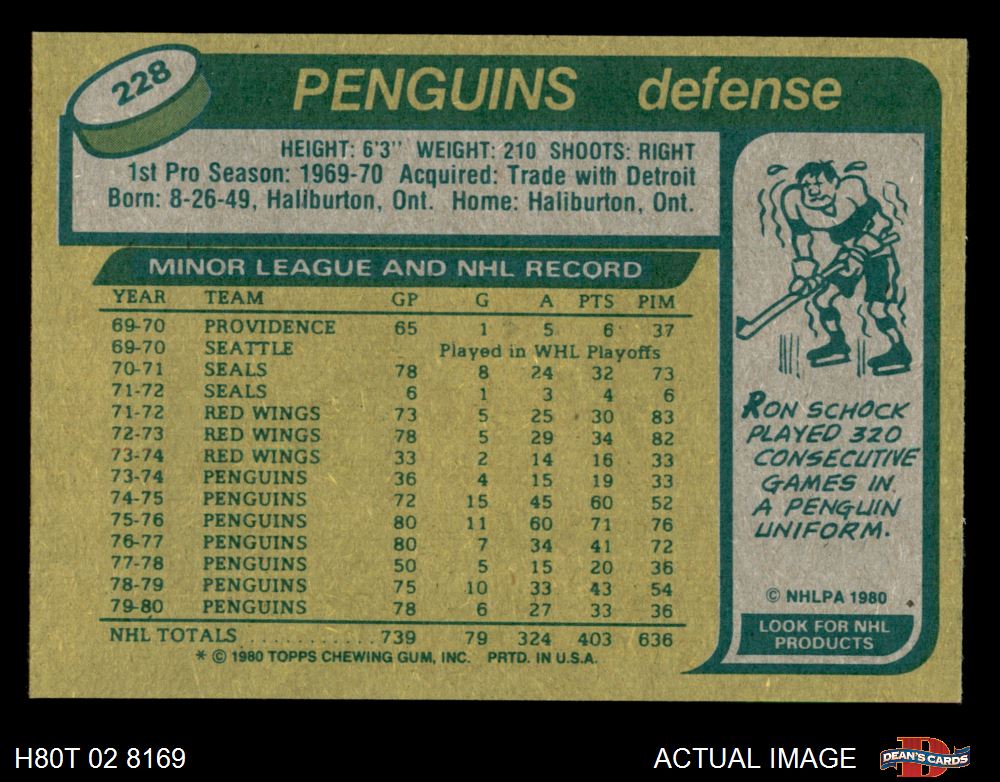 228
PENGUINS defense
HEIGHT: 6'3" WEIGHT: 210 SHOOTS: RIGHT
1st Pro Season: 1969-70 Acquired: Trade with Detroit
Born: 8-26-49, Haliburton, Ont. Home: Haliburton, Ont.
MINOR LEAGUE AND NHL RECORD
YEAR TEAM GP G A PTS PIM
69-70 PROVIDENCE 65 1 5 6 37
69-70 SEATTLE Played in WHL Playoffs
70-71 SEALS 78 8 24 32 73
71-72 SEALS 6 1 3 4 6
71-72 RED WINGS 73 5 25 30 83
72-73 RED WINGS 78 5 29 34 82
73-74 RED WINGS 33 2 14 16 33
73-74 PENGUINS 36 4 15 19 33
74-75 PENGUINS 72 15 45 60 52
75-76 PENGUINS 80 11 60 71 76
76-77 PENGUINS 80 7 34 41 72
77-78 PENGUINS 50 5 15 20 36
78-79 PENGUINS 75 10 33 43 54
79-80 PENGUINS 78 6 27 33 36
NHL TOTALS . . . . . . . . . . . 739 79 324 403 636
* © 1980 TOPPS CHEWING GUM, INC. PRTD. IN U.S.A.
RON SCHOCK
PLAYED 320
CONSECUTIVE
GAMES IN
A PENGUIN
UNIFORM.
© NHLPA 1980
LOOK FOR NHL
PRODUCTS
H80T 02 8169
ACTUAL IMAGE
DEAN'S CARDS